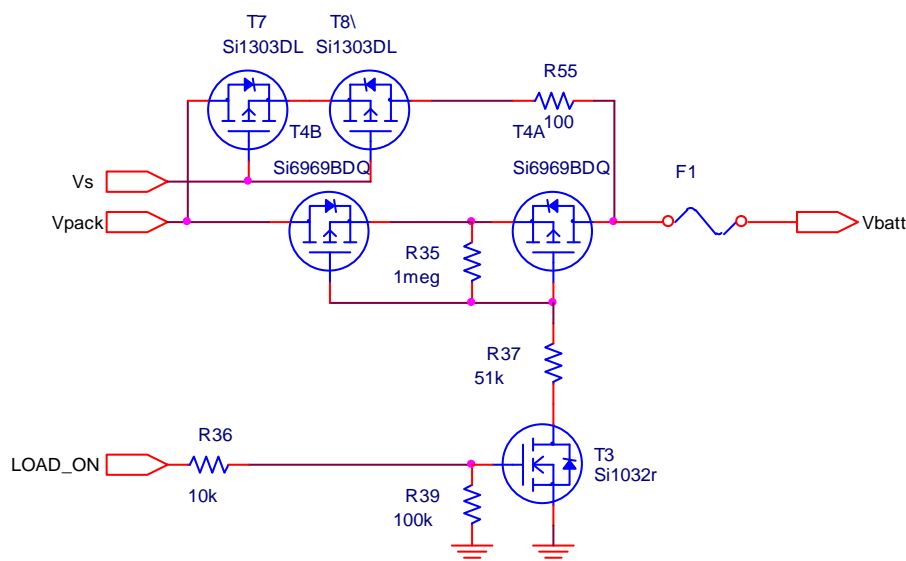 T7
Si1303DL
T8\
Si1303DL
R55
100
T4B
Si6969BDQ
T4A
Si6969BDQ
F1
Vs
Vpack
Vbatt
R35
1meg
R37
51k
LOAD_ON
R36
10k
R39
100k
T3
Si1032r